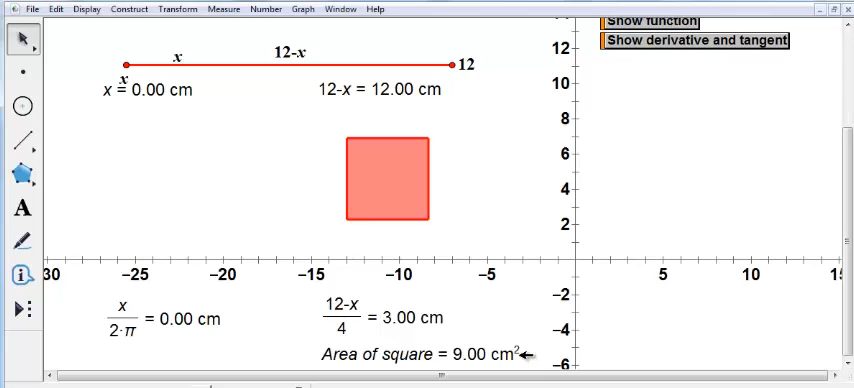 File Edit Display Construct Transform Measure Number Graph Window Help
Show function
Show derivative and tangent
x 12-x 12
x
x = 0.00 cm 12-x = 12.00 cm
12
10
8
6
4
2
30 −25 −20 −15 −10 −5 5 10 15
−2
−4
−6
x/2·π = 0.00 cm
12-x/4 = 3.00 cm
Area of square = 9.00 cm²
A